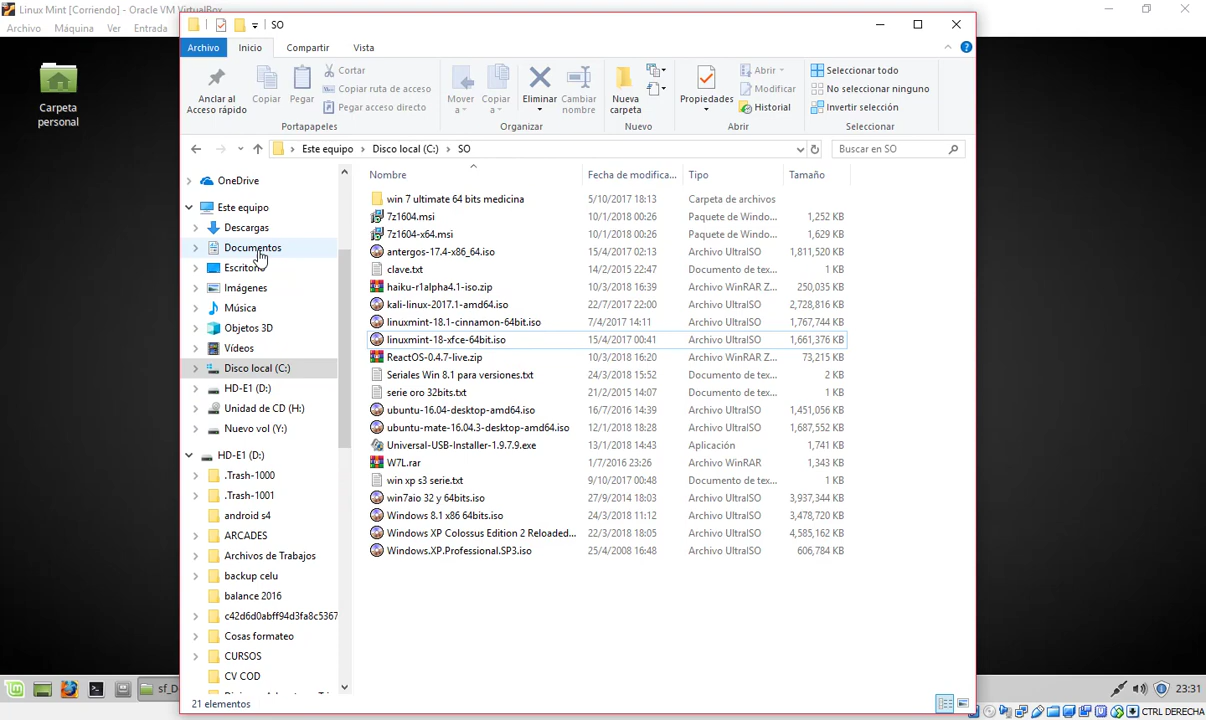 Linux Mint [Corriendo] - Oracle VM VirtualBox
Archivo Máquina Ver Entrada
SO
Archivo Inicio Compartir Vista
Anclar al Acceso rápido
Copiar
Pegar
Cortar
Copiar ruta de acceso
Pegar acceso directo
Portapapeles
Mover a
Copiar a
Eliminar
Cambiar nombre
Organizar
Nueva carpeta
Nuevo
Propiedades
Abrir
Modificar
Historial
Abrir
Seleccionar todo
No seleccionar ninguno
Invertir selección
Seleccionar
Este equipo > Disco local (C:) > SO
Buscar en SO
Carpeta personal
OneDrive
Este equipo
Descargas
Documentos
Escritorio
Imágenes
Música
Objetos 3D
Vídeos
Disco local (C:)
HD-E1 (D:)
Unidad de CD (H:)
Nuevo vol (Y:)
HD-E1 (D:)
.Trash-1000
.Trash-1001
android s4
ARCADES
Archivos de Trabajos
backup celu
balance 2016
c42d6d0abff94d3fa8c5367
Cosas formateo
CURSOS
CV COD
Nombre Fecha de modifica... Tipo Tamaño
win 7 ultimate 64 bits medicina 5/10/2017 18:13 Carpeta de archivos
7z1604.msi 10/1/2018 00:26 Paquete de Windo... 1,252 KB
7z1604-x64.msi 10/1/2018 00:26 Paquete de Windo... 1,629 KB
antergos-17.4-x86_64.iso 15/4/2017 02:13 Archivo UltraISO 1,811,520 KB
clave.txt 14/2/2015 22:47 Documento de tex... 1 KB
haiku-r1alpha4.1-iso.zip 10/3/2018 16:39 Archivo WinRAR Z... 250,035 KB
kali-linux-2017.1-amd64.iso 22/7/2017 22:00 Archivo UltraISO 2,728,816 KB
linuxmint-18.1-cinnamon-64bit.iso 7/4/2017 14:11 Archivo UltraISO 1,767,744 KB
linuxmint-18-xfce-64bit.iso 15/4/2017 00:41 Archivo UltraISO 1,661,376 KB
ReactOS-0.4.7-live.zip 10/3/2018 16:20 Archivo WinRAR Z... 73,215 KB
Seriales Win 8.1 para versiones.txt 24/3/2018 15:52 Documento de tex... 2 KB
serie oro 32bits.txt 21/2/2015 14:07 Documento de tex... 1 KB
ubuntu-16.04-desktop-amd64.iso 16/7/2016 14:39 Archivo UltraISO 1,451,056 KB
ubuntu-mate-16.04.3-desktop-amd64.iso 12/1/2018 18:28 Archivo UltraISO 1,687,552 KB
Universal-USB-Installer-1.9.7.9.exe 13/1/2018 14:43 Aplicación 1,741 KB
W7L.rar 1/7/2016 23:26 Archivo WinRAR 1,343 KB
win xp s3 serie.txt 9/10/2017 00:48 Documento de tex... 1 KB
win7aio 32 y 64bits.iso 27/9/2014 18:03 Archivo UltraISO 3,937,344 KB
Windows 8.1 x86 64bits.iso 24/3/2018 11:12 Archivo UltraISO 3,478,720 KB
Windows XP Colossus Edition 2 Reloaded... 22/3/2018 18:05 Archivo UltraISO 4,585,162 KB
Windows.XP.Professional.SP3.iso 25/4/2008 16:48 Archivo UltraISO 606,784 KB
sf_D
23:31
21 elementos
CTRL DERECHA